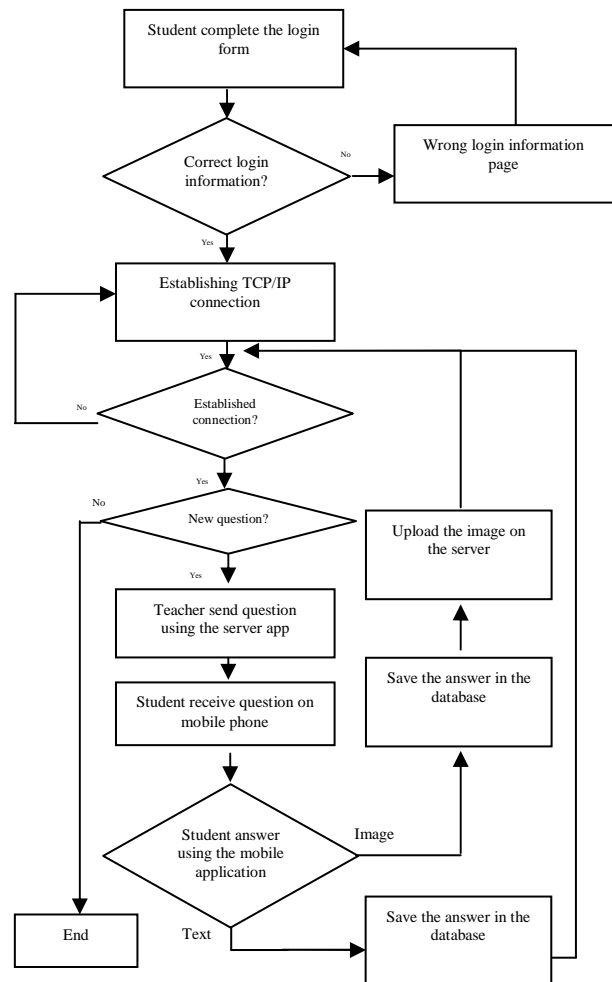 Student complete the login
form
Correct login
information?
No
Wrong login information
page
Yes
Establishing TCP/IP
connection
Yes
Established
connection?
No
Yes
New question?
No
Yes
Teacher send question
using the server app
Student receive question on
mobile phone
Student answer
using the mobile
application
Image
Save the answer in the
database
Upload the image on
the server
Text
Save the answer in the
database
End